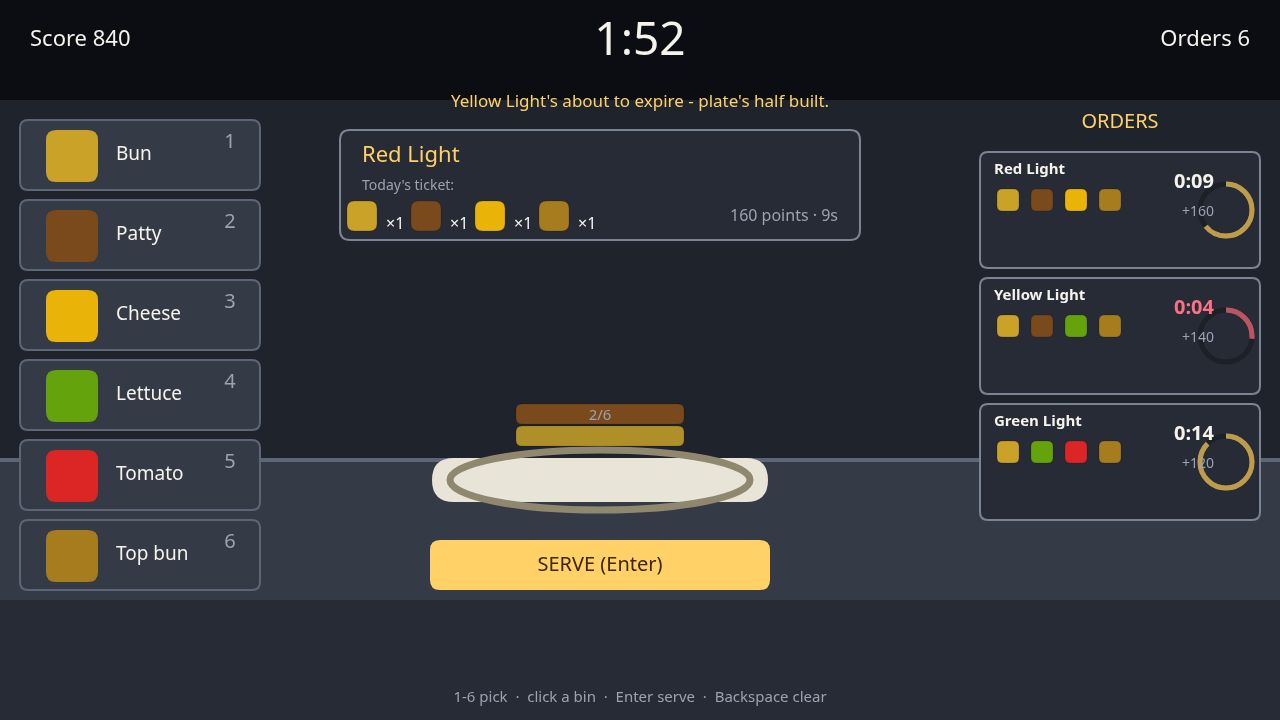 Score 840
1:52
Orders 6
Yellow Light's about to expire - plate's half built.
Bun 1
Patty 2
Cheese 3
Lettuce 4
Tomato 5
Top bun 6
Red Light
Today's ticket:
×1 ×1 ×1 ×1
160 points · 9s
2/6
SERVE (Enter)
ORDERS
Red Light
0:09
+160
Yellow Light
0:04
+140
Green Light
0:14
+120
1-6 pick · click a bin · Enter serve · Backspace clear